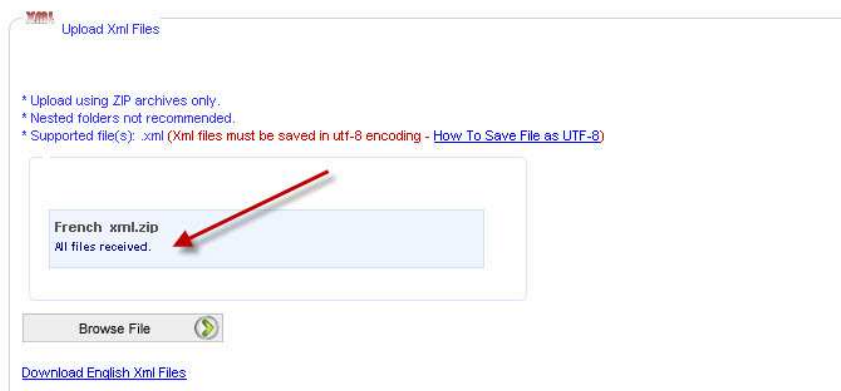 xml
Upload Xml Files
* Upload using ZIP archives only.
* Nested folders not recommended.
* Supported file(s): .xml (Xml files must be saved in utf-8 encoding - How To Save File as UTF-8)
French xml.zip
All files received.
Browse File
Download English Xml Files